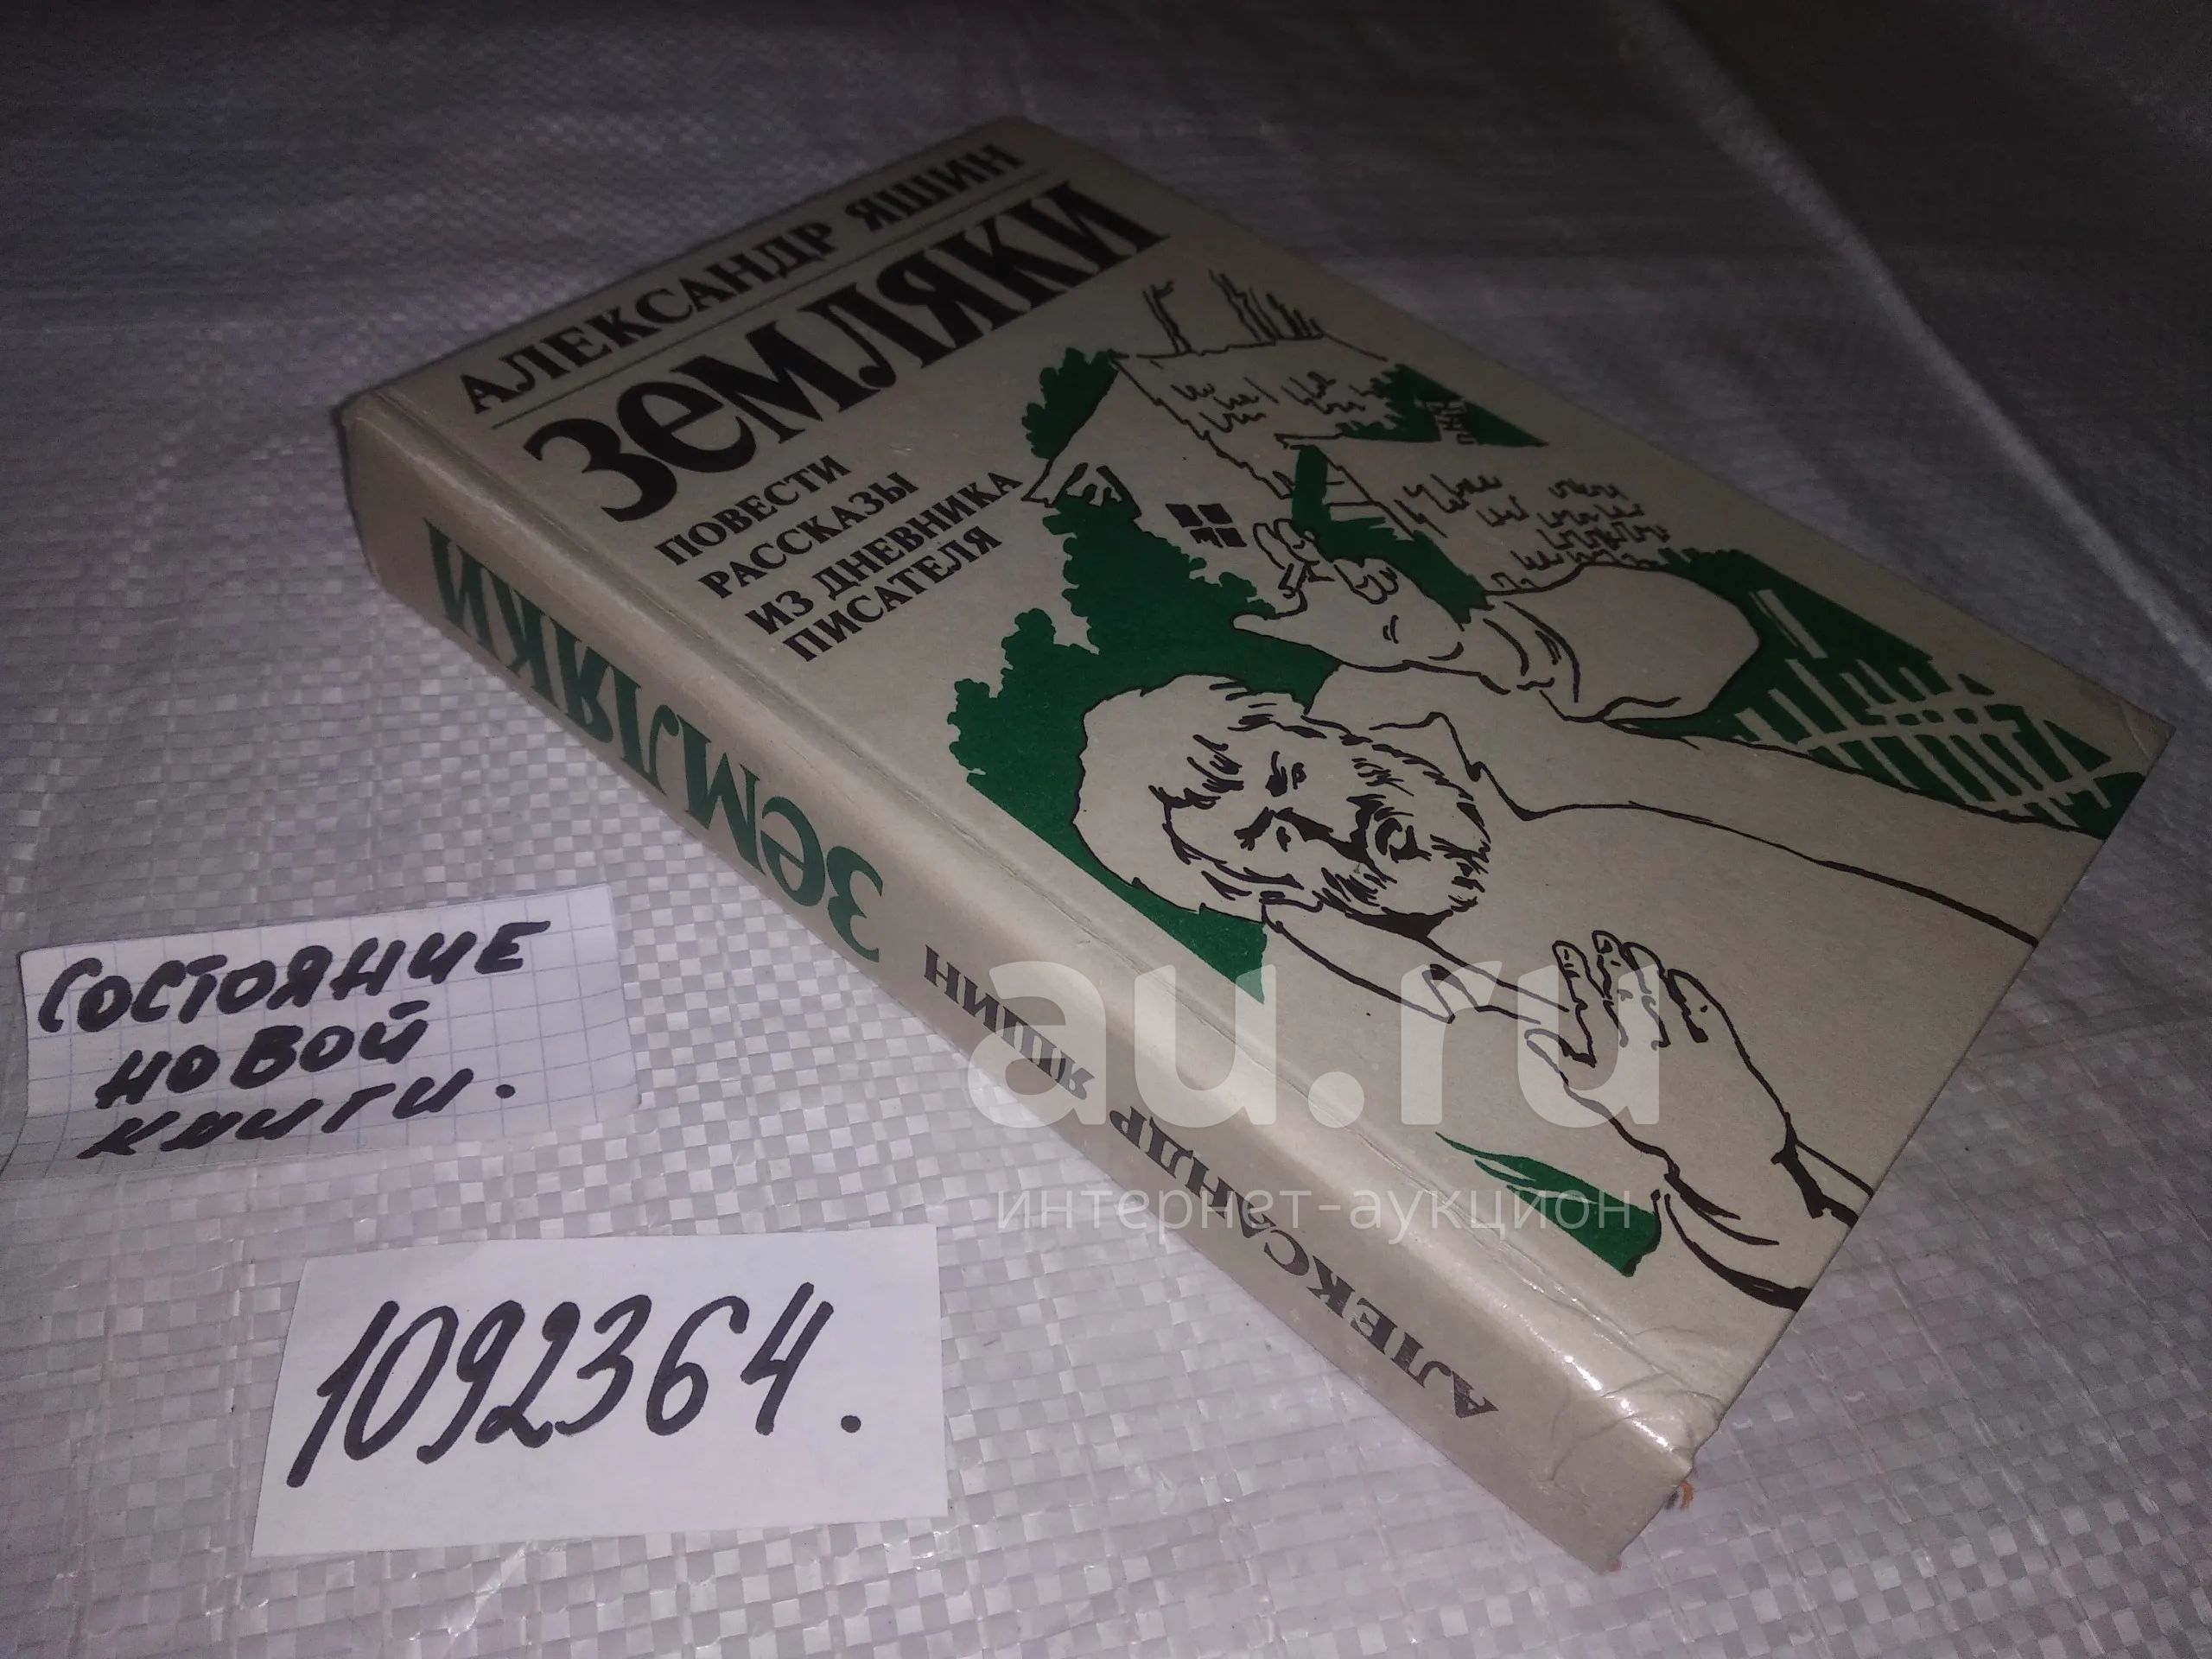 АЛЕКСАНДР ЯШИН
ЗЕМЛЯКИ
ПОВЕСТИ
РАССКАЗЫ
ИЗ ДНЕВНИКА
ПИСАТЕЛЯ
АЛЕКСАНДР ЯШИН ЗЕМЛЯКИ
СОСТОЯНИЕ
НОВОЙ
КНИГИ.
1092364.
au.ru
интернет-аукцион